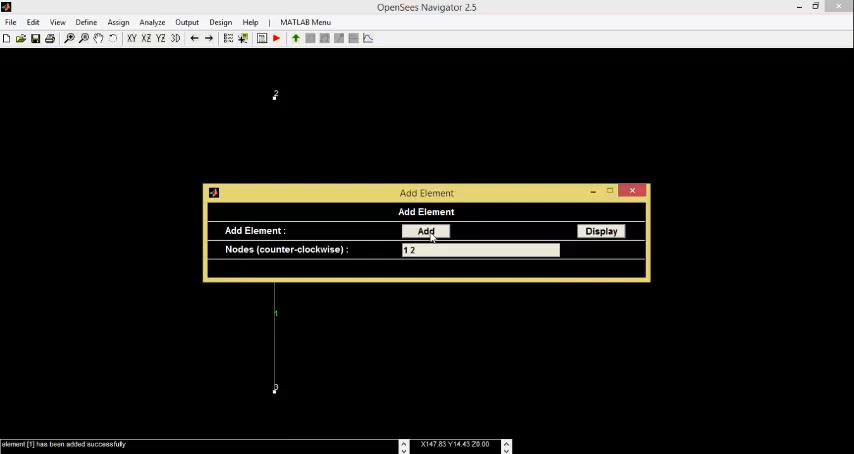 OpenSees Navigator 2.5
File Edit View Define Assign Analyze Output Design Help | MATLAB Menu
XY XZ YZ 3D
2
Add Element
Add Element
Add Element : Add Display
Nodes (counter-clockwise) : 1 2
1
3
element [1] has been added successfully X147.83 Y14.43 Z0.00